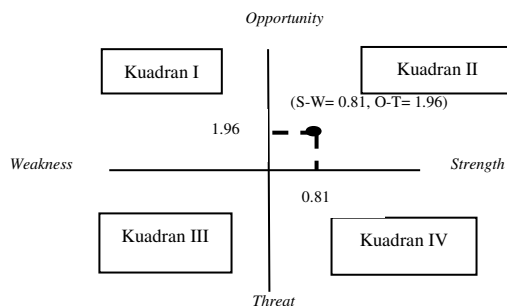 Opportunity
Kuadran I
Kuadran II
(S-W= 0.81, O-T= 1.96)
1.96
Weakness
Strength
0.81
Kuadran III
Kuadran IV
Threat